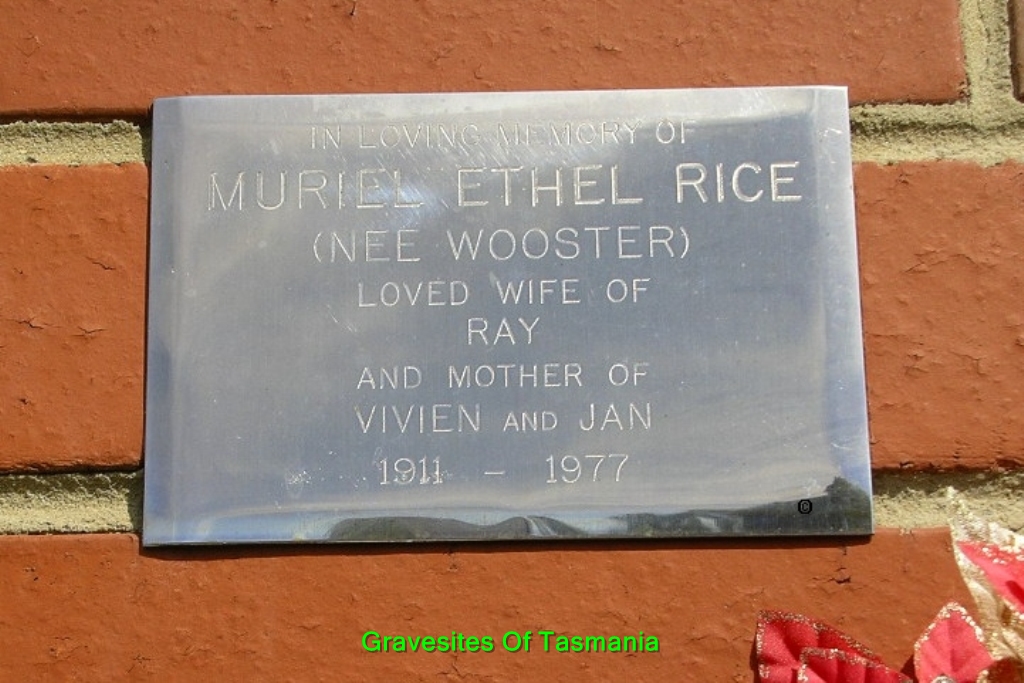 IN LOVING MEMORY OF
MURIEL ETHEL RICE
(NEE WOOSTER)
LOVED WIFE OF
RAY
AND MOTHER OF
VIVIEN AND JAN
1911 - 1977
©
Gravesites Of Tasmania